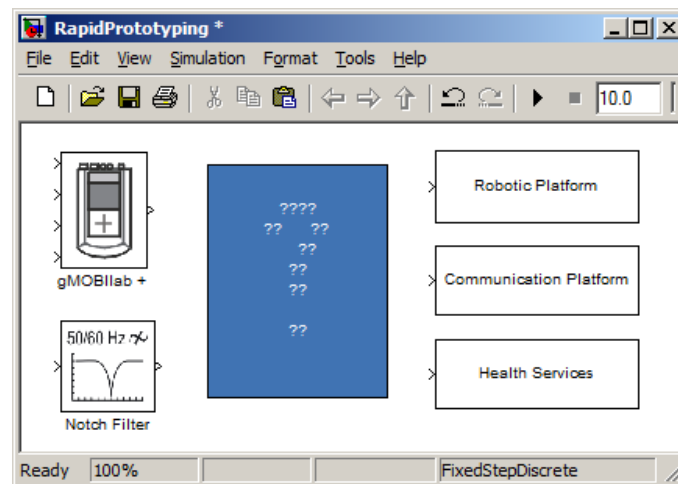 RapidPrototyping *
File Edit View Simulation Format Tools Help
10.0
gMOBIlab +
50/60 Hz
Notch Filter
????
?? ??
??
??
??
??
Robotic Platform
Communication Platform
Health Services
Ready 100% FixedStepDiscrete